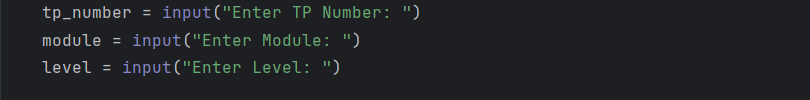 tp_number = input("Enter TP Number: ")
module = input("Enter Module: ")
level = input("Enter Level: ")